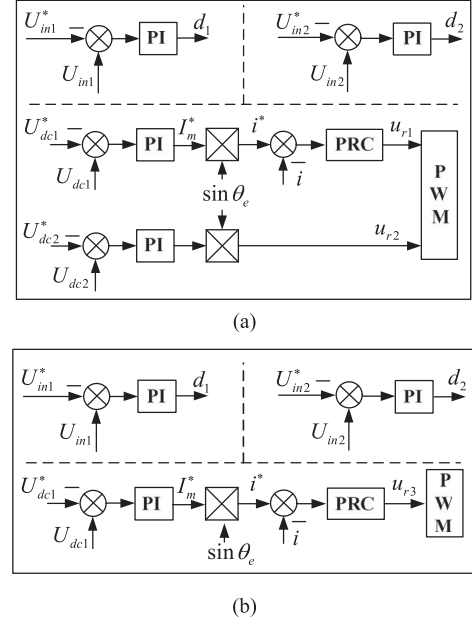 U*in1 − PI d1 U*in2 − PI d2
Uin1 Uin2
U*dc1 − PI I*m i* PRC ur1
Udc1 − i P
sin θe W
U*dc2 − PI ur2 M
Udc2
(a)
U*in1 − PI d1 U*in2 − PI d2
Uin1 Uin2
U*dc1 − PI I*m i* PRC ur3 P
Udc1 − i W
sin θe M
(b)